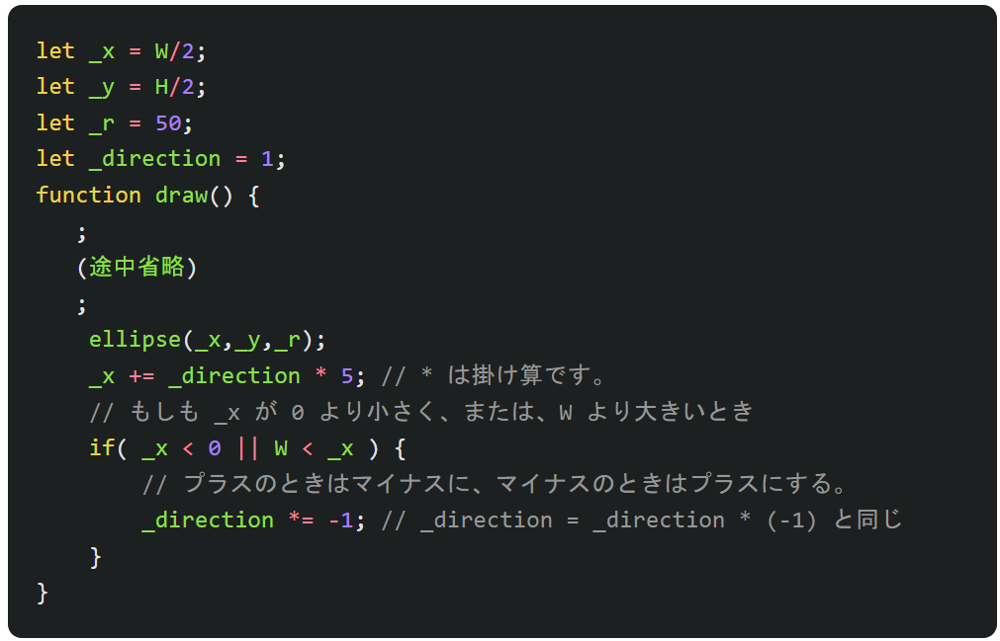 let _x = W/2;
let _y = H/2;
let _r = 50;
let _direction = 1;
function draw() {
   ;
   (途中省略)
   ;
    ellipse(_x,_y,_r);
    _x += _direction * 5; // * は掛け算です。
    // もしも _x が 0 より小さく、または、W より大きいとき
    if( _x < 0 || W < _x ) {
        // プラスのときはマイナスに、マイナスのときはプラスにする。
        _direction *= -1; // _direction = _direction * (-1) と同じ
    }
}